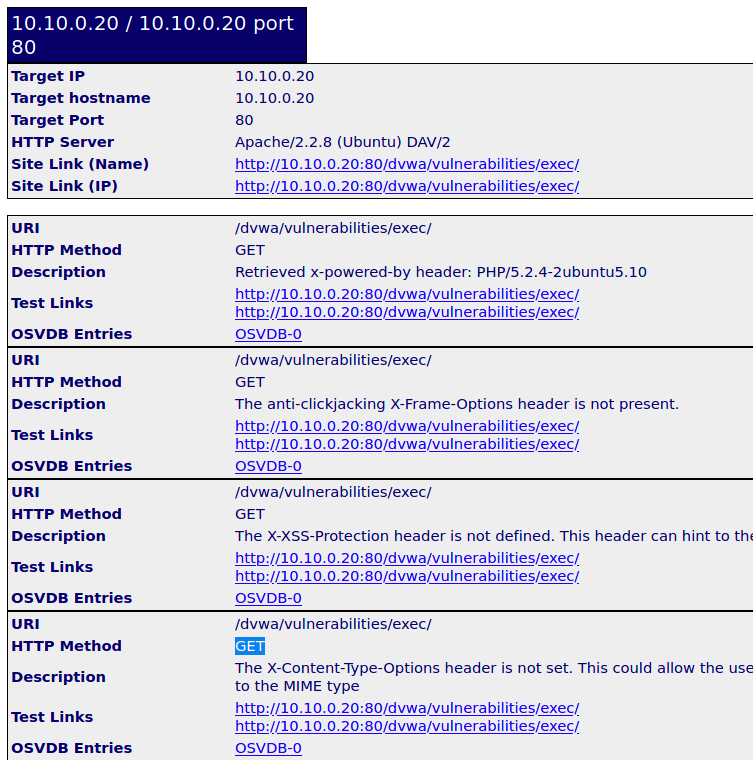 10.10.0.20 / 10.10.0.20 port
80
Target IP 10.10.0.20
Target hostname 10.10.0.20
Target Port 80
HTTP Server Apache/2.2.8 (Ubuntu) DAV/2
Site Link (Name) http://10.10.0.20:80/dvwa/vulnerabilities/exec/
Site Link (IP) http://10.10.0.20:80/dvwa/vulnerabilities/exec/
URI /dvwa/vulnerabilities/exec/
HTTP Method GET
Description Retrieved x-powered-by header: PHP/5.2.4-2ubuntu5.10
Test Links http://10.10.0.20:80/dvwa/vulnerabilities/exec/
http://10.10.0.20:80/dvwa/vulnerabilities/exec/
OSVDB Entries OSVDB-0
URI /dvwa/vulnerabilities/exec/
HTTP Method GET
Description The anti-clickjacking X-Frame-Options header is not present.
Test Links http://10.10.0.20:80/dvwa/vulnerabilities/exec/
http://10.10.0.20:80/dvwa/vulnerabilities/exec/
OSVDB Entries OSVDB-0
URI /dvwa/vulnerabilities/exec/
HTTP Method GET
Description The X-XSS-Protection header is not defined. This header can hint to the
Test Links http://10.10.0.20:80/dvwa/vulnerabilities/exec/
http://10.10.0.20:80/dvwa/vulnerabilities/exec/
OSVDB Entries OSVDB-0
URI /dvwa/vulnerabilities/exec/
HTTP Method GET
Description The X-Content-Type-Options header is not set. This could allow the use
to the MIME type
Test Links http://10.10.0.20:80/dvwa/vulnerabilities/exec/
http://10.10.0.20:80/dvwa/vulnerabilities/exec/
OSVDB Entries OSVDB-0